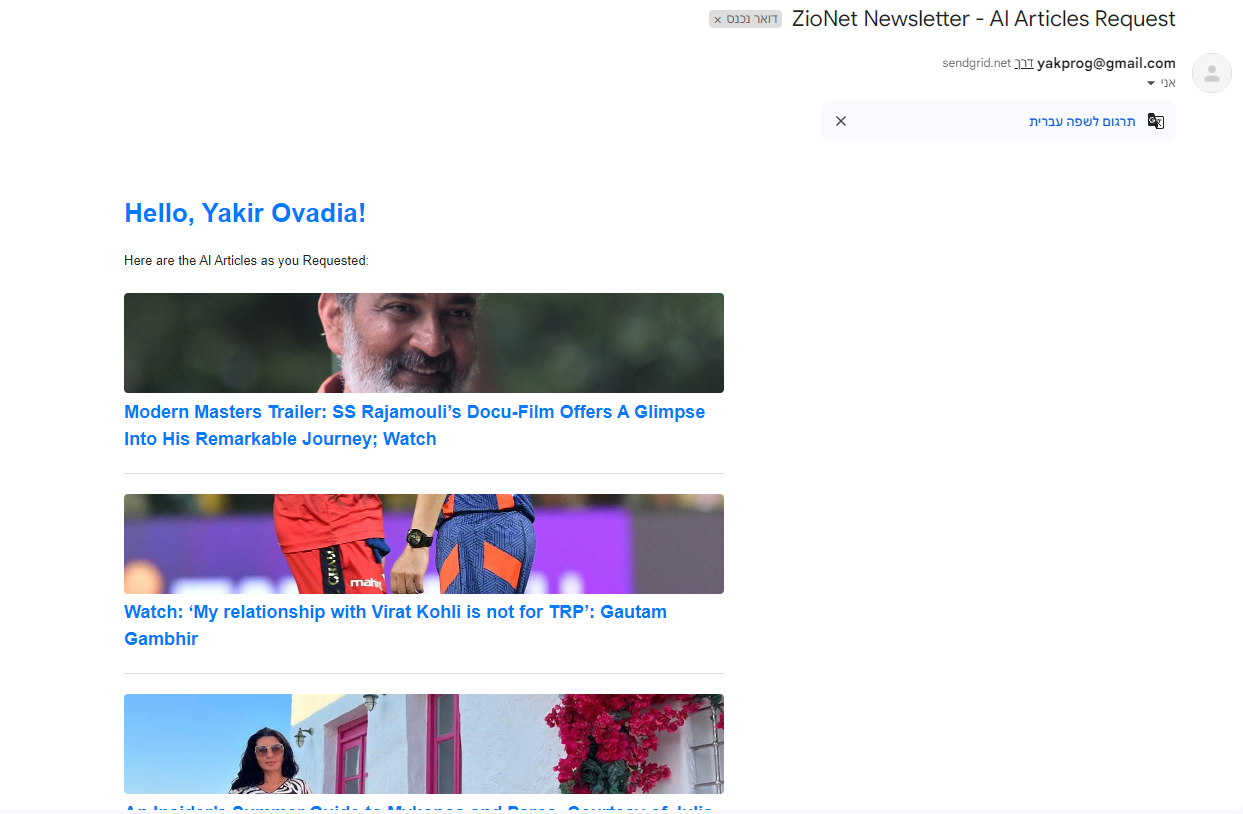 ZioNet Newsletter - AI Articles Request
דואר נכנס ×
yakprog@gmail.com דרך sendgrid.net
אני
תרגום לשפה עברית
Hello, Yakir Ovadia!
Here are the AI Articles as you Requested:
Modern Masters Trailer: SS Rajamouli’s Docu-Film Offers A Glimpse
Into His Remarkable Journey; Watch
Watch: ‘My relationship with Virat Kohli is not for TRP’: Gautam
Gambhir
An Insider's Summer Guide to Mykonos and Paros, Courtesy of Julia